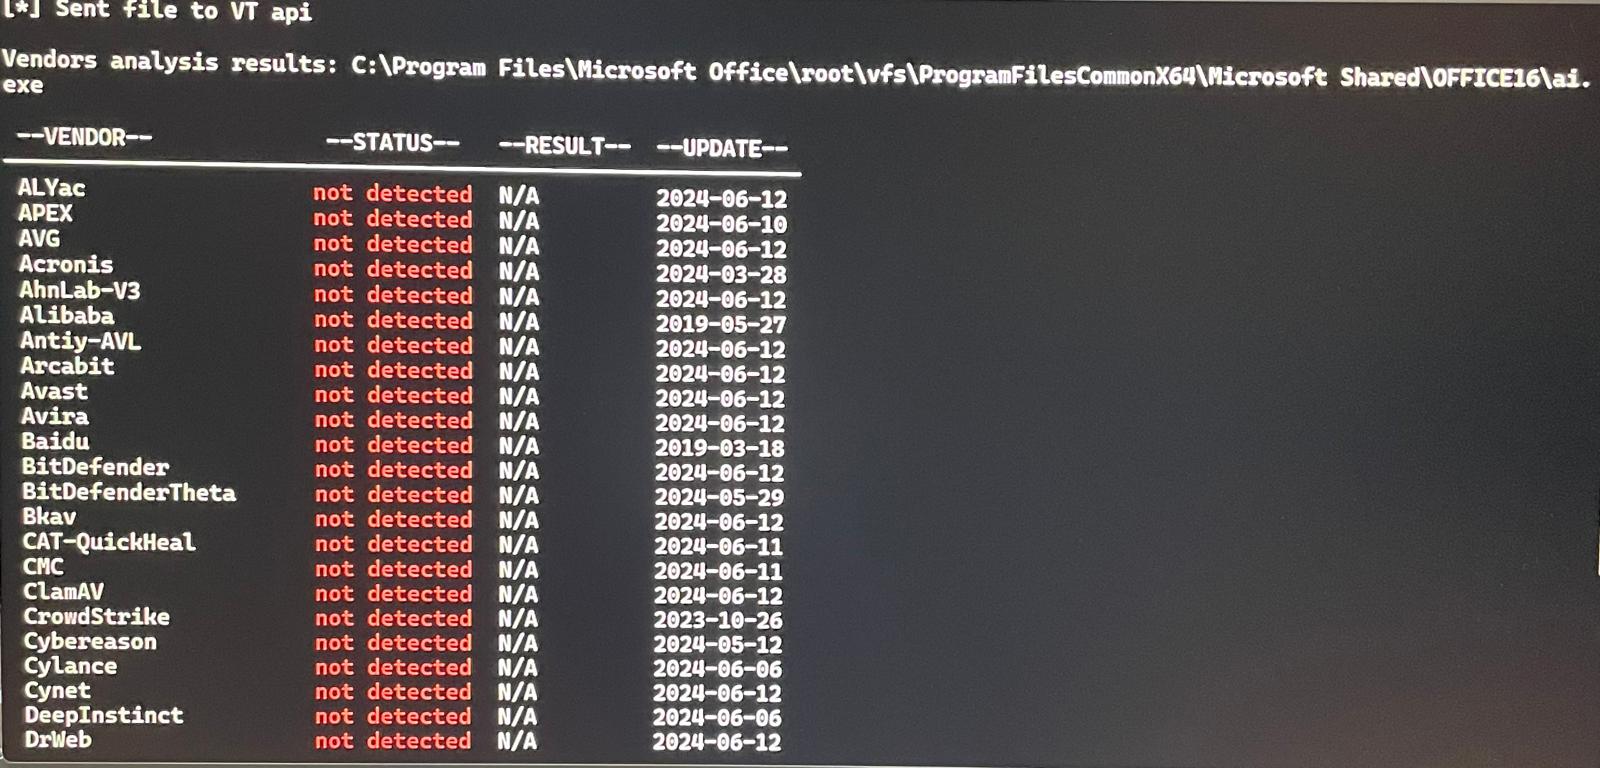 [*] Sent file to VT api
Vendors analysis results: C:\Program Files\Microsoft Office\root\vfs\ProgramFilesCommonX64\Microsoft Shared\OFFICE16\ai.
exe
--VENDOR-- --STATUS-- --RESULT-- --UPDATE--
ALYac not detected N/A 2024-06-12
APEX not detected N/A 2024-06-10
AVG not detected N/A 2024-06-12
Acronis not detected N/A 2024-03-28
AhnLab-V3 not detected N/A 2024-06-12
Alibaba not detected N/A 2019-05-27
Antiy-AVL not detected N/A 2024-06-12
Arcabit not detected N/A 2024-06-12
Avast not detected N/A 2024-06-12
Avira not detected N/A 2024-06-12
Baidu not detected N/A 2019-03-18
BitDefender not detected N/A 2024-06-12
BitDefenderTheta not detected N/A 2024-05-29
Bkav not detected N/A 2024-06-12
CAT-QuickHeal not detected N/A 2024-06-11
CMC not detected N/A 2024-06-11
ClamAV not detected N/A 2024-06-12
CrowdStrike not detected N/A 2023-10-26
Cybereason not detected N/A 2024-05-12
Cylance not detected N/A 2024-06-06
Cynet not detected N/A 2024-06-12
DeepInstinct not detected N/A 2024-06-06
DrWeb not detected N/A 2024-06-12